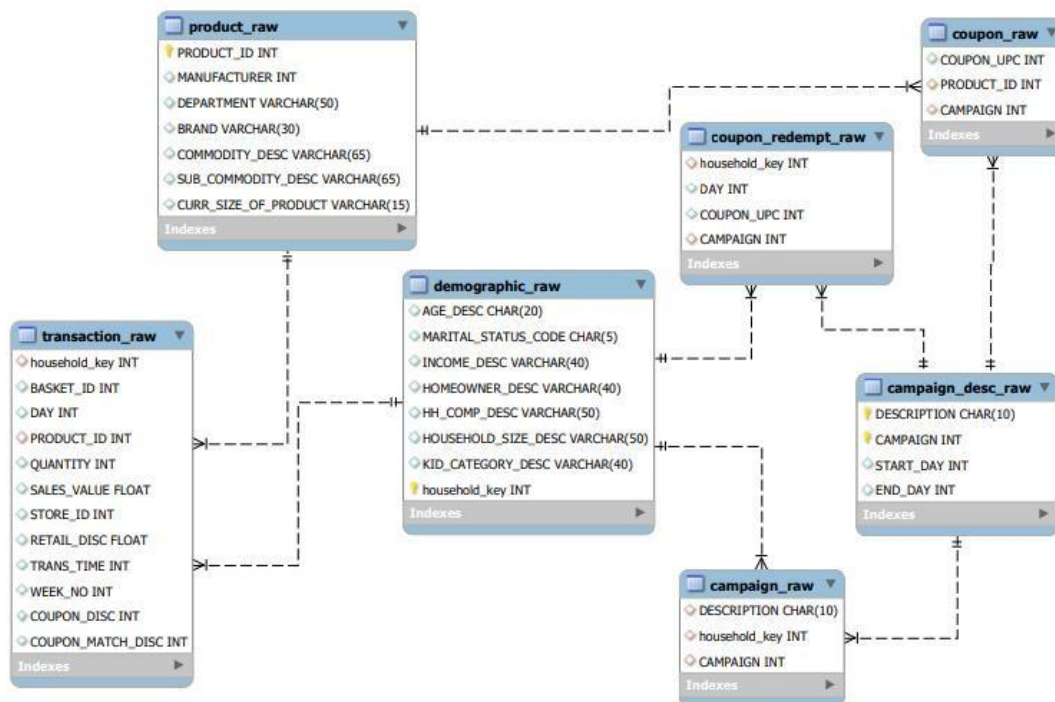 product_raw
PRODUCT_ID INT
MANUFACTURER INT
DEPARTMENT VARCHAR(50)
BRAND VARCHAR(30)
COMMODITY_DESC VARCHAR(65)
SUB_COMMODITY_DESC VARCHAR(65)
CURR_SIZE_OF_PRODUCT VARCHAR(15)
Indexes
coupon_raw
COUPON_UPC INT
PRODUCT_ID INT
CAMPAIGN INT
Indexes
coupon_redempt_raw
household_key INT
DAY INT
COUPON_UPC INT
CAMPAIGN INT
Indexes
demographic_raw
AGE_DESC CHAR(20)
MARITAL_STATUS_CODE CHAR(5)
INCOME_DESC VARCHAR(40)
HOMEOWNER_DESC VARCHAR(40)
HH_COMP_DESC VARCHAR(50)
HOUSEHOLD_SIZE_DESC VARCHAR(50)
KID_CATEGORY_DESC VARCHAR(40)
household_key INT
Indexes
transaction_raw
household_key INT
BASKET_ID INT
DAY INT
PRODUCT_ID INT
QUANTITY INT
SALES_VALUE FLOAT
STORE_ID INT
RETAIL_DISC FLOAT
TRANS_TIME INT
WEEK_NO INT
COUPON_DISC INT
COUPON_MATCH_DISC INT
Indexes
campaign_desc_raw
DESCRIPTION CHAR(10)
CAMPAIGN INT
START_DAY INT
END_DAY INT
Indexes
campaign_raw
DESCRIPTION CHAR(10)
household_key INT
CAMPAIGN INT
Indexes